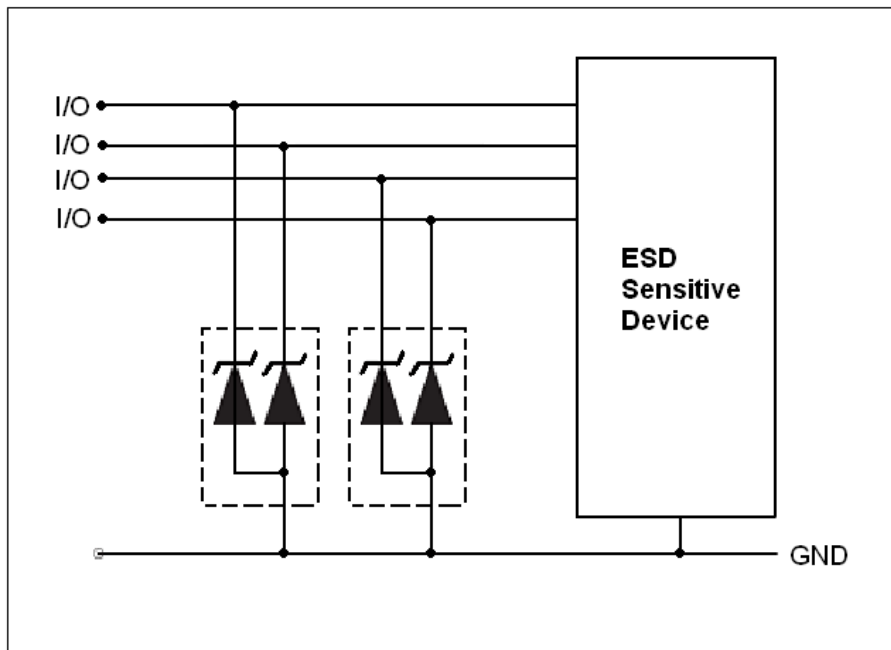 I/O
I/O
I/O
I/O
ESD
Sensitive
Device
GND